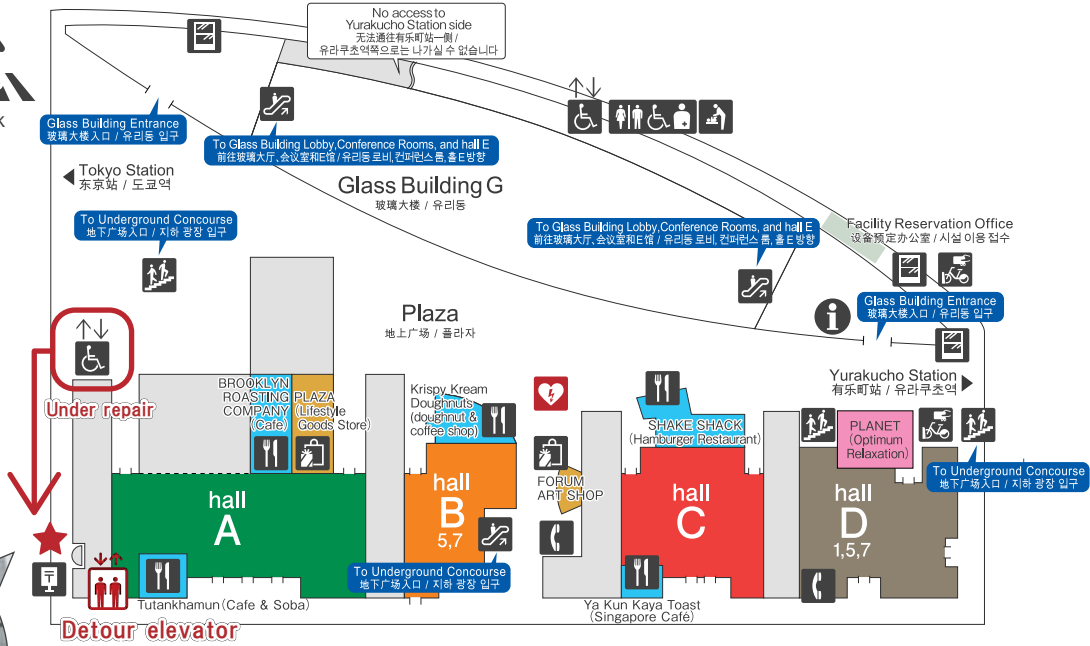 No access to
Yurakucho Station side
无法通往有乐町站一侧 /
유라쿠초역쪽으로는 나가실 수 없습니다
k
Glass Building Entrance
玻璃大楼入口 / 유리동 입구
To Glass Building Lobby,Conference Rooms, and hall E
前往玻璃大厅、会议室和E馆 / 유리동 로비, 컨퍼런스 룸, 홀 E 방향
Tokyo Station
东京站 / 도쿄역
Glass Building G
玻璃大楼 / 유리동
To Underground Concourse
地下广场入口 / 지하 광장 입구
To Glass Building Lobby,Conference Rooms, and hall E
前往玻璃大厅、会议室和E馆 / 유리동 로비, 컨퍼런스 룸, 홀 E 방향
Facility Reservation Office
设备预定办公室 / 시설 이용 접수
Glass Building Entrance
玻璃大楼入口 / 유리동 입구
Plaza
地上广场 / 플라자
Yurakucho Station
有乐町站 / 유라쿠초역
Under repair
BROOKLYN
ROASTING
COMPANY
(Cafe)
PLAZA
(Lifestyle
Goods Store)
Krispy Kream
Doughnuts
(doughnut &
coffee shop)
SHAKE SHACK
(Hamburger Restaurant)
PLANET
(Optimum
Relaxation)
To Underground Concourse
地下广场入口 / 지하 광장 입구
FORUM
ART SHOP
hall
A
hall
B
5,7
hall
C
hall
D
1,5,7
To Underground Concourse
地下广场入口 / 지하 광장 입구
Tutankhamun(Cafe & Soba)
Ya Kun Kaya Toast
(Singapore Café)
Detour elevator